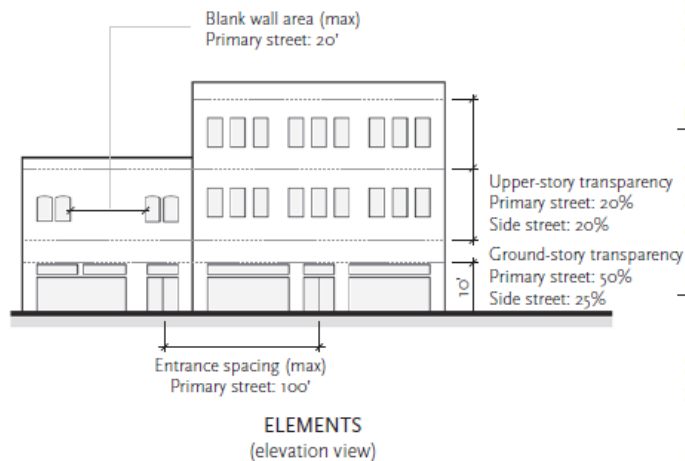 Blank wall area (max)
Primary street: 20'
Upper-story transparency
Primary street: 20%
Side street: 20%
Ground-story transparency
Primary street: 50%
Side street: 25%
10'
Entrance spacing (max)
Primary street: 100'
ELEMENTS
(elevation view)